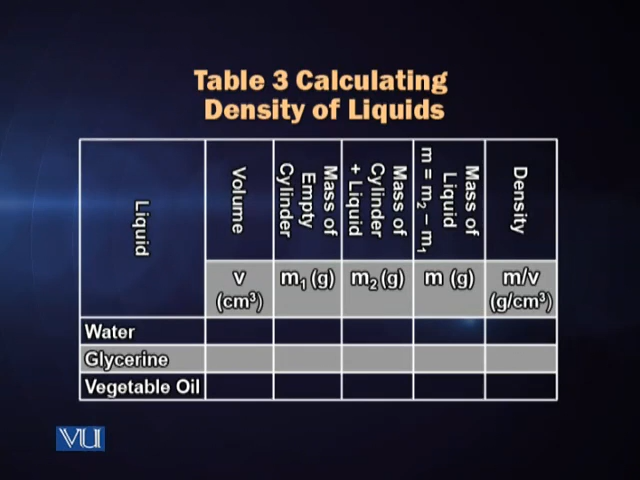 Table 3 Calculating
Density of Liquids
Liquid
Volume
Mass of
Empty
Cylinder
Mass of
Cylinder
+ Liquid
Mass of
Liquid
m = m₂ – m₁
Density
v
(cm³)
m₁ (g)
m₂ (g)
m (g)
m/v
(g/cm³)
Water
Glycerine
Vegetable Oil
VU